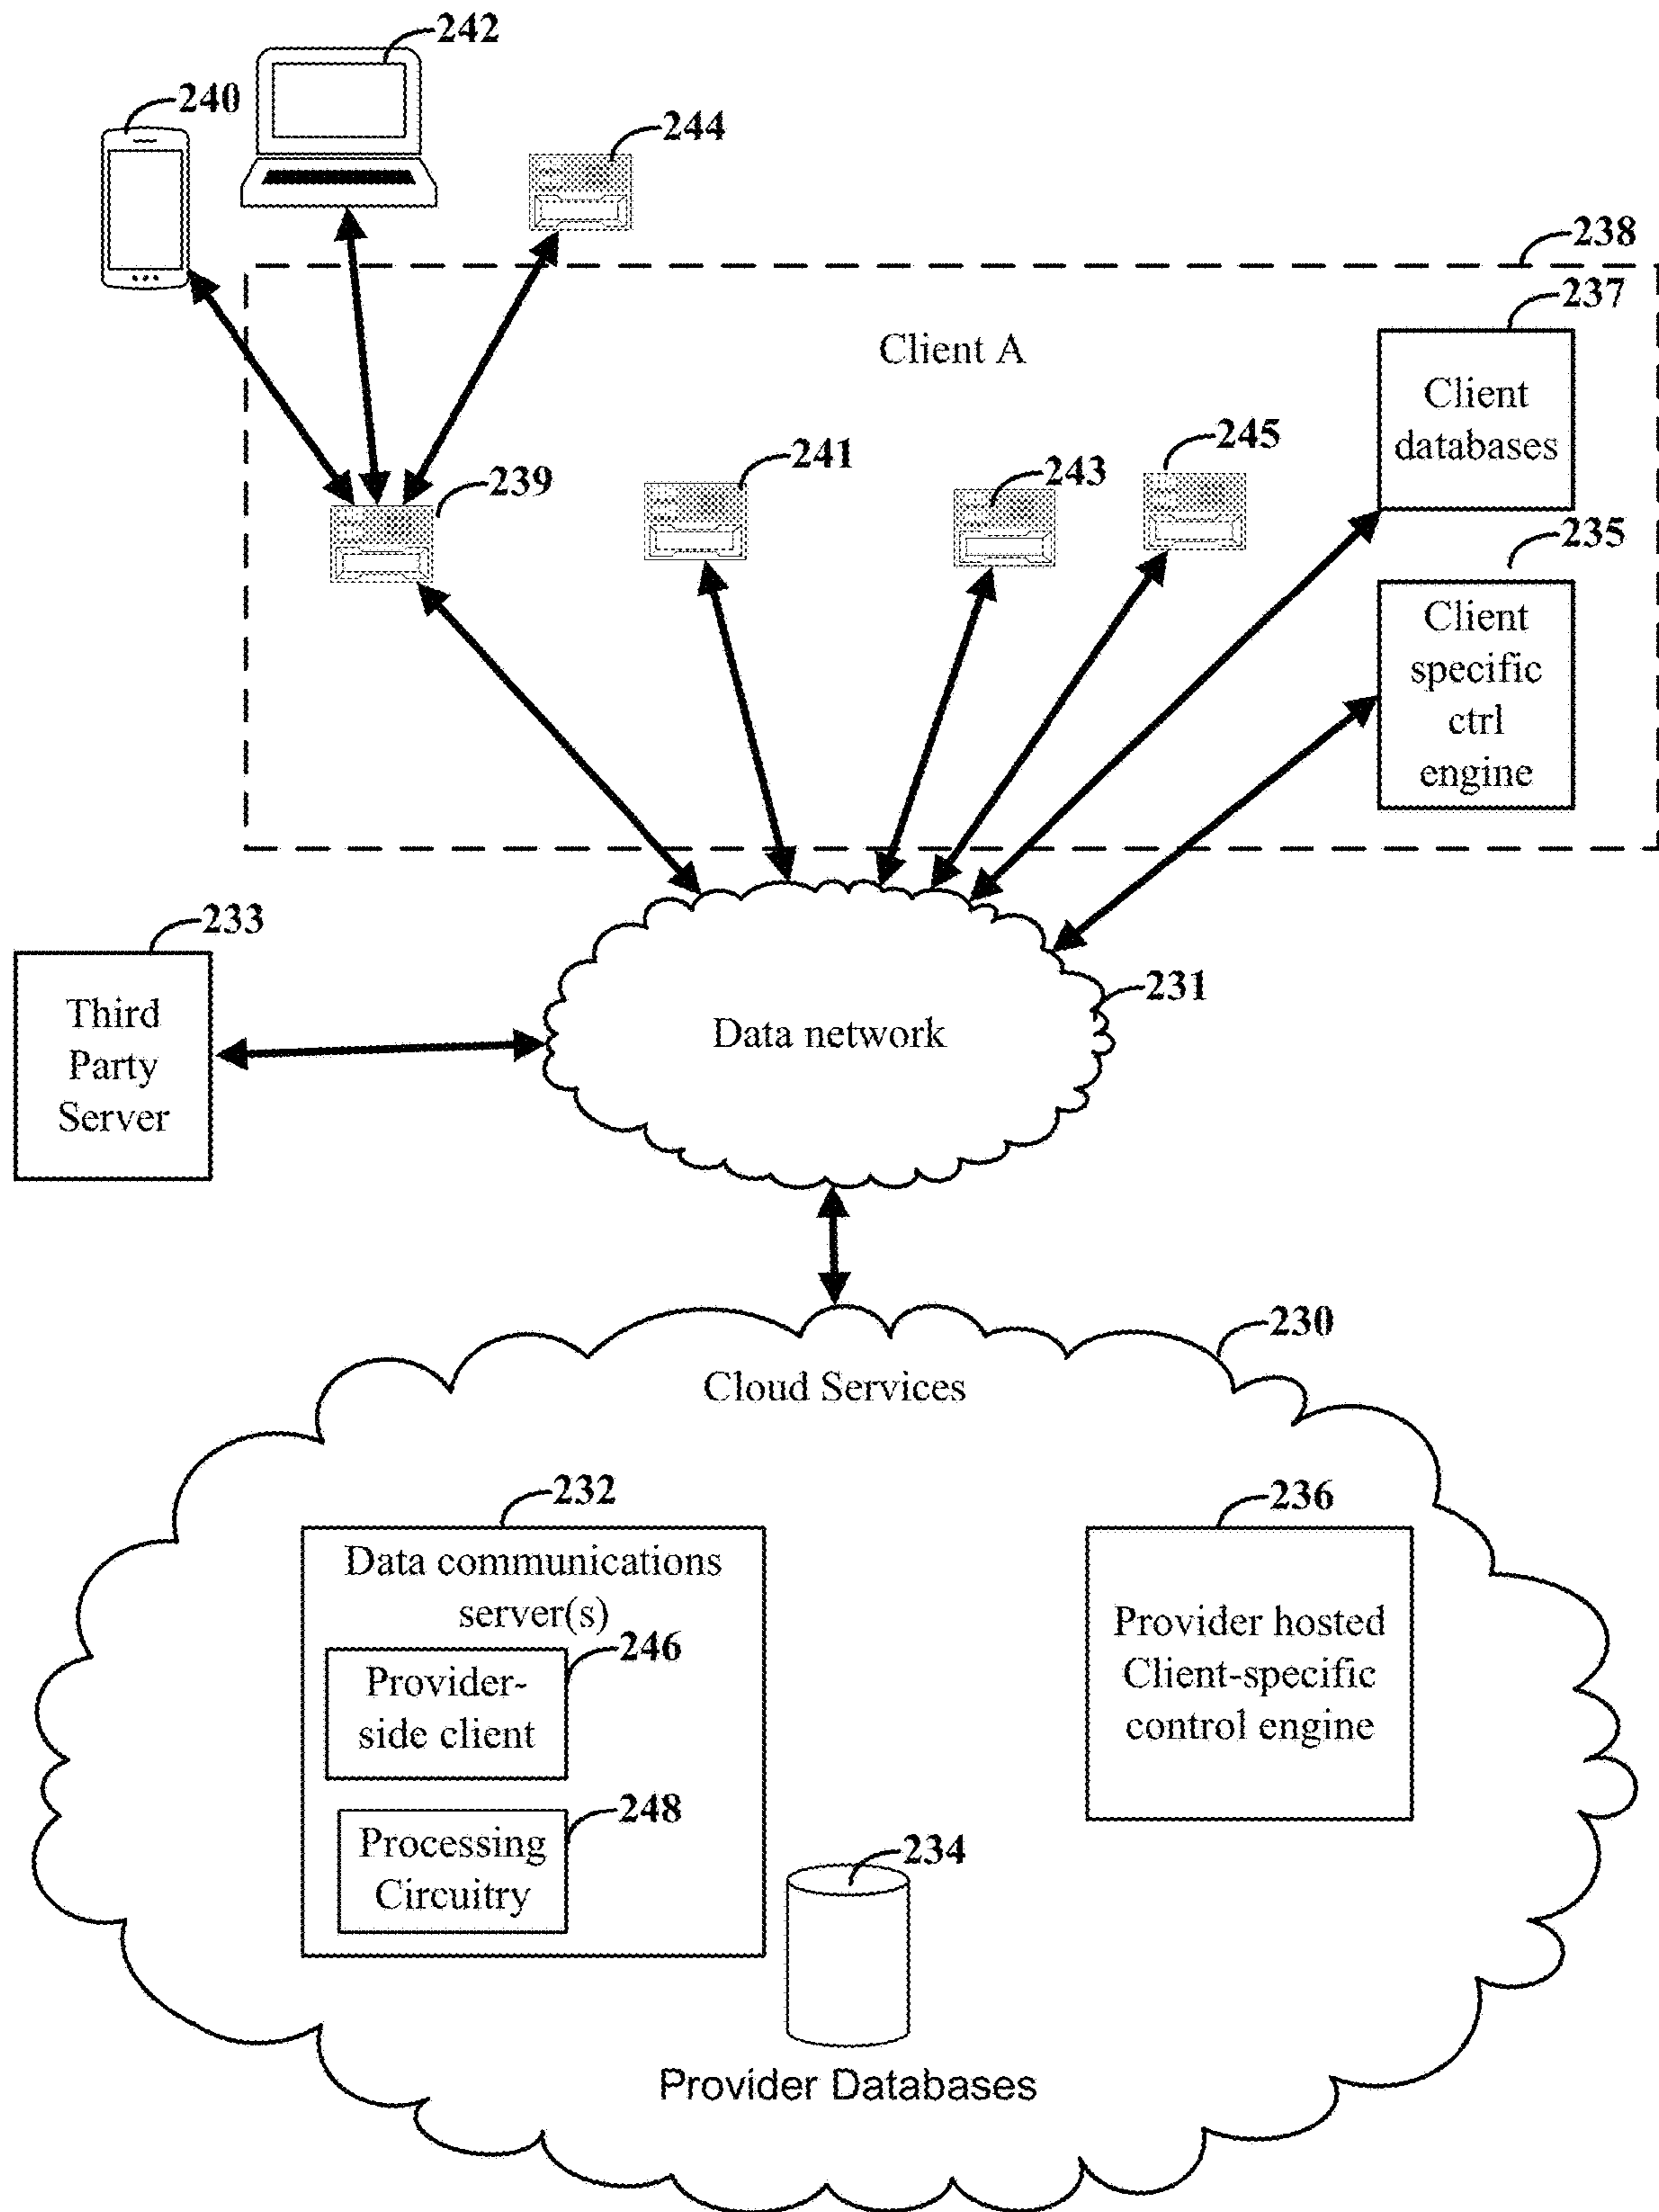 242
240
244
238
237
Client A
Client
databases
245
241
243
239
235
Client
specific
ctrl
engine
233
Third
Party
Server
231
Data network
230
Cloud Services
232
236
Data communications
server(s)
246
Provider-
side client
Provider hosted
Client-specific
control engine
248
Processing
Circuitry
234
Provider Databases